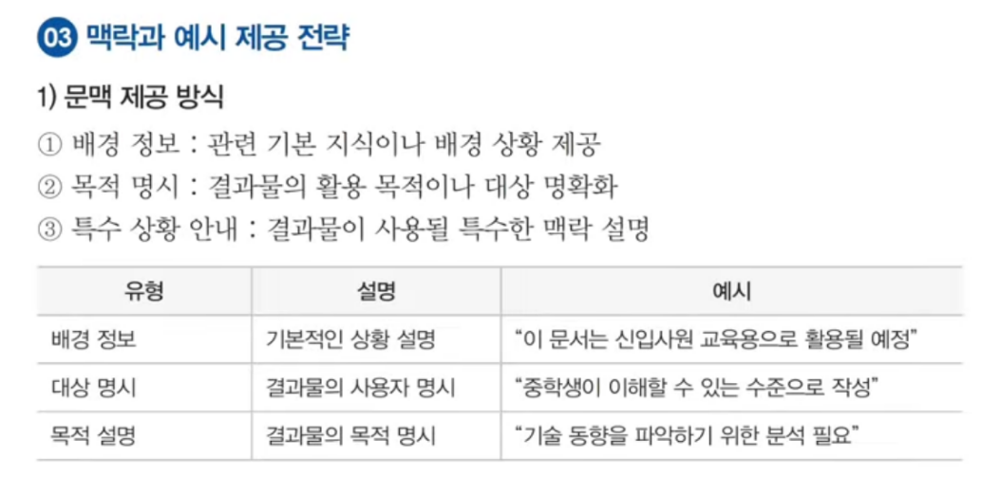 03 맥락과 예시 제공 전략
1) 문맥 제공 방식
① 배경 정보 : 관련 기본 지식이나 배경 상황 제공
② 목적 명시 : 결과물의 활용 목적이나 대상 명확화
③ 특수 상황 안내 : 결과물이 사용될 특수한 맥락 설명
유형 설명 예시
배경 정보 기본적인 상황 설명 “이 문서는 신입사원 교육용으로 활용될 예정”
대상 명시 결과물의 사용자 명시 “중학생이 이해할 수 있는 수준으로 작성”
목적 설명 결과물의 목적 명시 “기술 동향을 파악하기 위한 분석 필요”